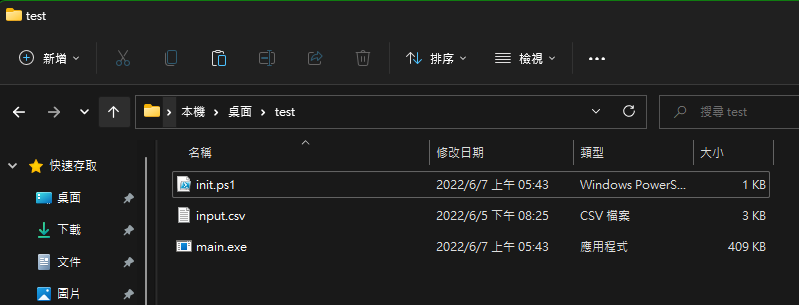 test
新增
排序
檢視
本機 桌面 test
搜尋 test
名稱 修改日期 類型 大小
快速存取
桌面
下載
文件
圖片
init.ps1 2022/6/7 上午 05:43 Windows PowerS... 1 KB
input.csv 2022/6/5 下午 08:25 CSV 檔案 3 KB
main.exe 2022/6/7 上午 05:43 應用程式 409 KB